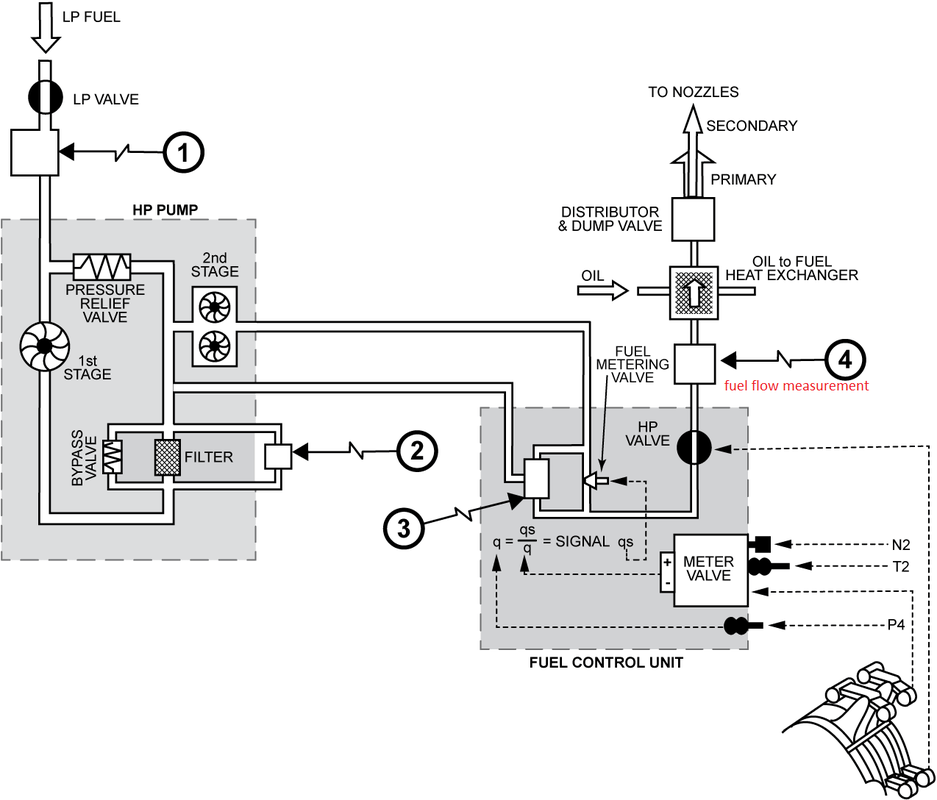 LP FUEL
LP VALVE
1
HP PUMP
PRESSURE
RELIEF
VALVE
2nd
STAGE
1st
STAGE
BYPASS
VALVE
FILTER
2
TO NOZZLES
SECONDARY
PRIMARY
DISTRIBUTOR
& DUMP VALVE
OIL
OIL to FUEL
HEAT EXCHANGER
4
fuel flow measurement
FUEL
METERING
VALVE
HP
VALVE
3
q = qs/q = SIGNAL qs
+
-
METER
VALVE
N2
T2
P4
FUEL CONTROL UNIT